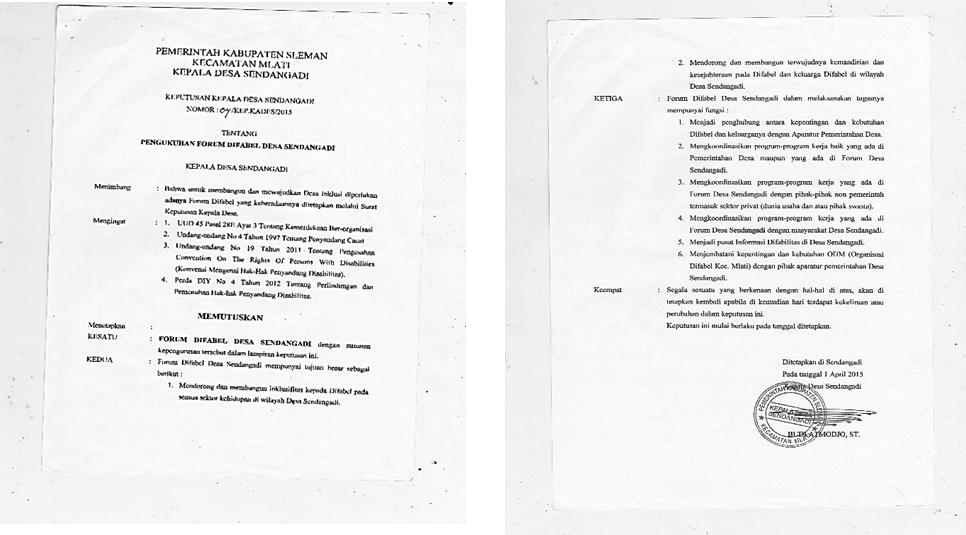 PEMERINTAH KABUPATEN SLEMAN
KECAMATAN MLATI
KEPALA DESA SENDANGADI
KEPUTUSAN KEPALA DESA SENDANGADI
NOMOR : 04/KEP.KADES/2015
TENTANG
PENGUKUHAN FORUM DIFABEL DESA SENDANGADI
KEPALA DESA SENDANGADI
Menimbang : Bahwa untuk membangun dan mewujudkan Desa Inklusi diperlukan
adanya Forum Difabel yang keberadaannya ditetapkan melalui Surat
Keputusan Kepala Desa.
Mengingat : 1. UUD 45 Pasal 28E Ayat 3 Tentang Kemerdekaan Ber-organisasi
2. Undang-undang No 4 Tahun 1997 Tentang Penyandang Cacat
3. Undang-undang No 19 Tahun 2011 Tentang Pengesahan
Convention On The Rights Of Persons With Disabilities
(Konvensi Mengenai Hak-Hak Penyandang Disabilitas).
4. Perda DIY No 4 Tahun 2012 Tentang Perlindungan dan
Pemenuhan Hak-hak Penyandang Disabilitas.
MEMUTUSKAN
Menetapkan :
KESATU : FORUM DIFABEL DESA SENDANGADI dengan susunan
kepengurusan tersebut dalam lampiran keputusan ini.
KEDUA : Forum Difabel Desa Sendangadi mempunyai tujuan besar sebagai
berikut :
1. Mendorong dan membangun inklusifitas kepada Difabel pada
semua sektor kehidupan di wilayah Desa Sendangadi.
2. Mendorong dan membangun terwujudnya kemandirian dan
kesejahteraan pada Difabel dan keluarga Difabel di wilayah
Desa Sendangadi.
KETIGA : Forum Difabel Desa Sendangadi dalam melaksanakan tugasnya
mempunyai fungsi :
1. Menjadi penghubung antara kepentingan dan kebutuhan
Difabel dan keluarganya dengan Aparatur Pemerintahan Desa.
2. Mengkoordinasikan program-program kerja baik yang ada di
Pemerintahan Desa maupun yang ada di Forum Desa
Sendangadi.
3. Mengkoordinasikan program-program kerja yang ada di
Forum Desa Sendangadi dengan pihak-pihak non pemerintah
termasuk sektor privat (dunia usaha dan atau pihak swasta).
4. Mengkoordinasikan program-program kerja yang ada di
Forum Desa Sendangadi dengan masyarakat Desa Sendangadi.
5. Menjadi pusat Informasi Difabilitas di Desa Sendangadi.
6. Menjembatani kepentingan dan kebutuhan ODM (Organisasi
Difabel Kec. Mlati) dengan pihak aparatur pemerintahan Desa
Sendangadi.
Keempat : Segala sesuatu yang berkenaan dengan hal-hal di atas, akan di
tetapkan kembali apabila di kemudian hari terdapat kekeliruan atau
perubahan dalam keputusan ini.
Keputusan ini mulai berlaku pada tanggal ditetapkan.
Ditetapkan di Sendangadi
Pada tanggal 1 April 2015
Kepala Desa Sendangadi
PEMERINTAH KABUPATEN SLEMAN
KEPALA DESA
SENDANGADI
KECAMATAN MLATI
ATMODJO, ST.